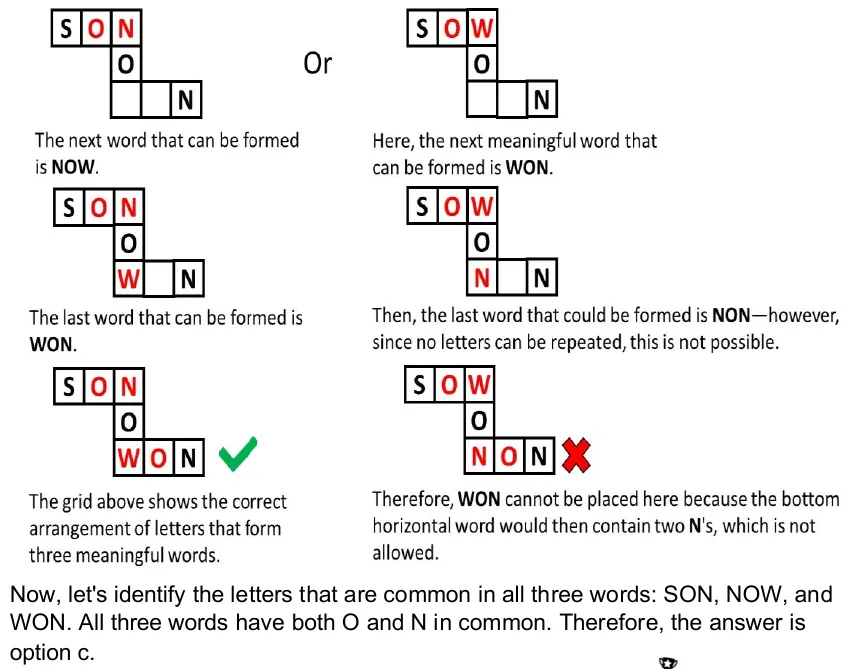 S O N
O
N
Or
S O W
O
N
The next word that can be formed
is NOW.
Here, the next meaningful word that
can be formed is WON.
S O N
O
W N
S O W
O
N N
The last word that can be formed is
WON.
Then, the last word that could be formed is NON—however,
since no letters can be repeated, this is not possible.
S O N
O
W O N
S O W
O
N O N
The grid above shows the correct
arrangement of letters that form
three meaningful words.
Therefore, WON cannot be placed here because the bottom
horizontal word would then contain two N's, which is not
allowed.
Now, let's identify the letters that are common in all three words: SON, NOW, and
WON. All three words have both O and N in common. Therefore, the answer is
option c.